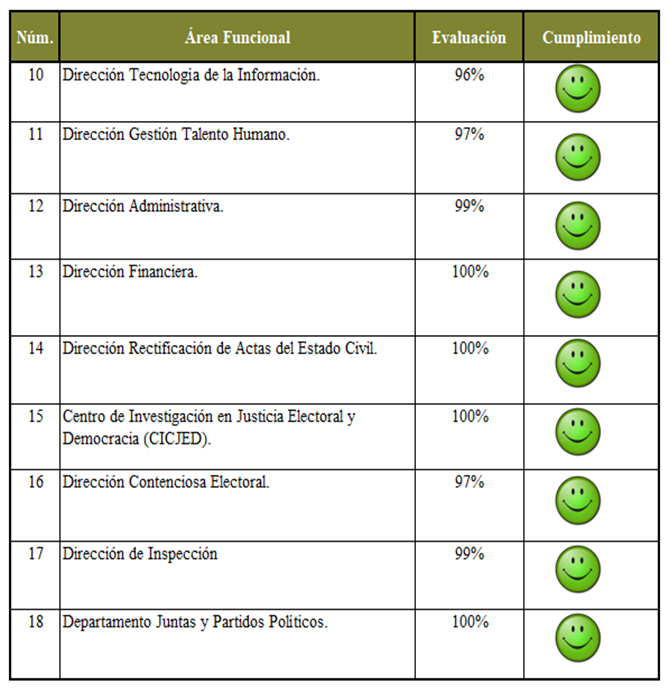 Núm. Área Funcional Evaluación Cumplimiento
10 Dirección Tecnologia de la Información. 96%
11 Dirección Gestión Talento Humano. 97%
12 Dirección Administrativa. 99%
13 Dirección Financiera. 100%
14 Dirección Rectificación de Actas del Estado Civil. 100%
15 Centro de Investigación en Justicia Electoral y 100%
Democracia (CICJED).
16 Dirección Contenciosa Electoral. 97%
17 Dirección de Inspección 99%
18 Departamento Juntas y Partidos Políticos. 100%